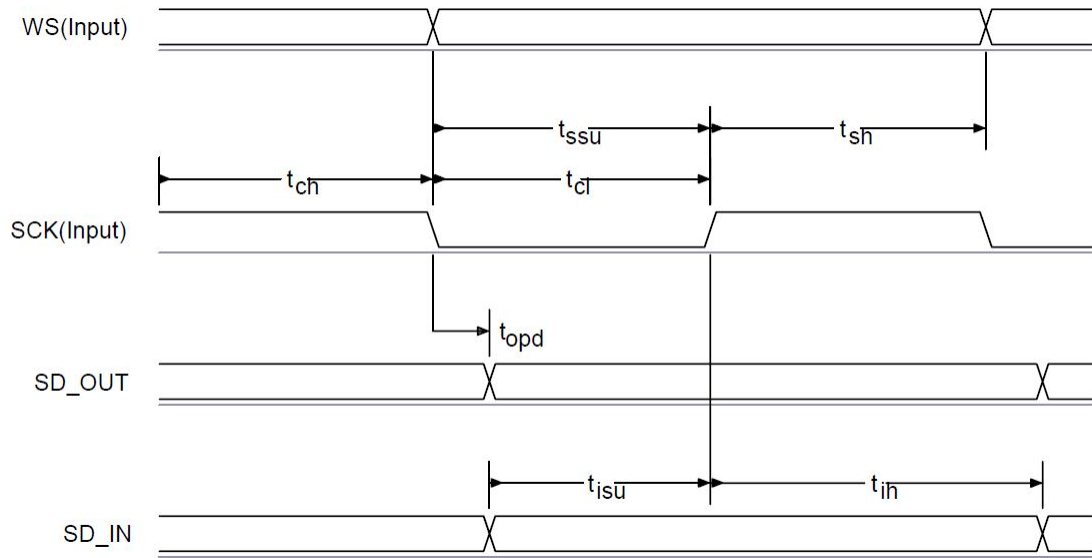 WS(Input)
tssu
tsh
tch
tcl
SCK(Input)
topd
SD_OUT
tisu
tih
SD_IN